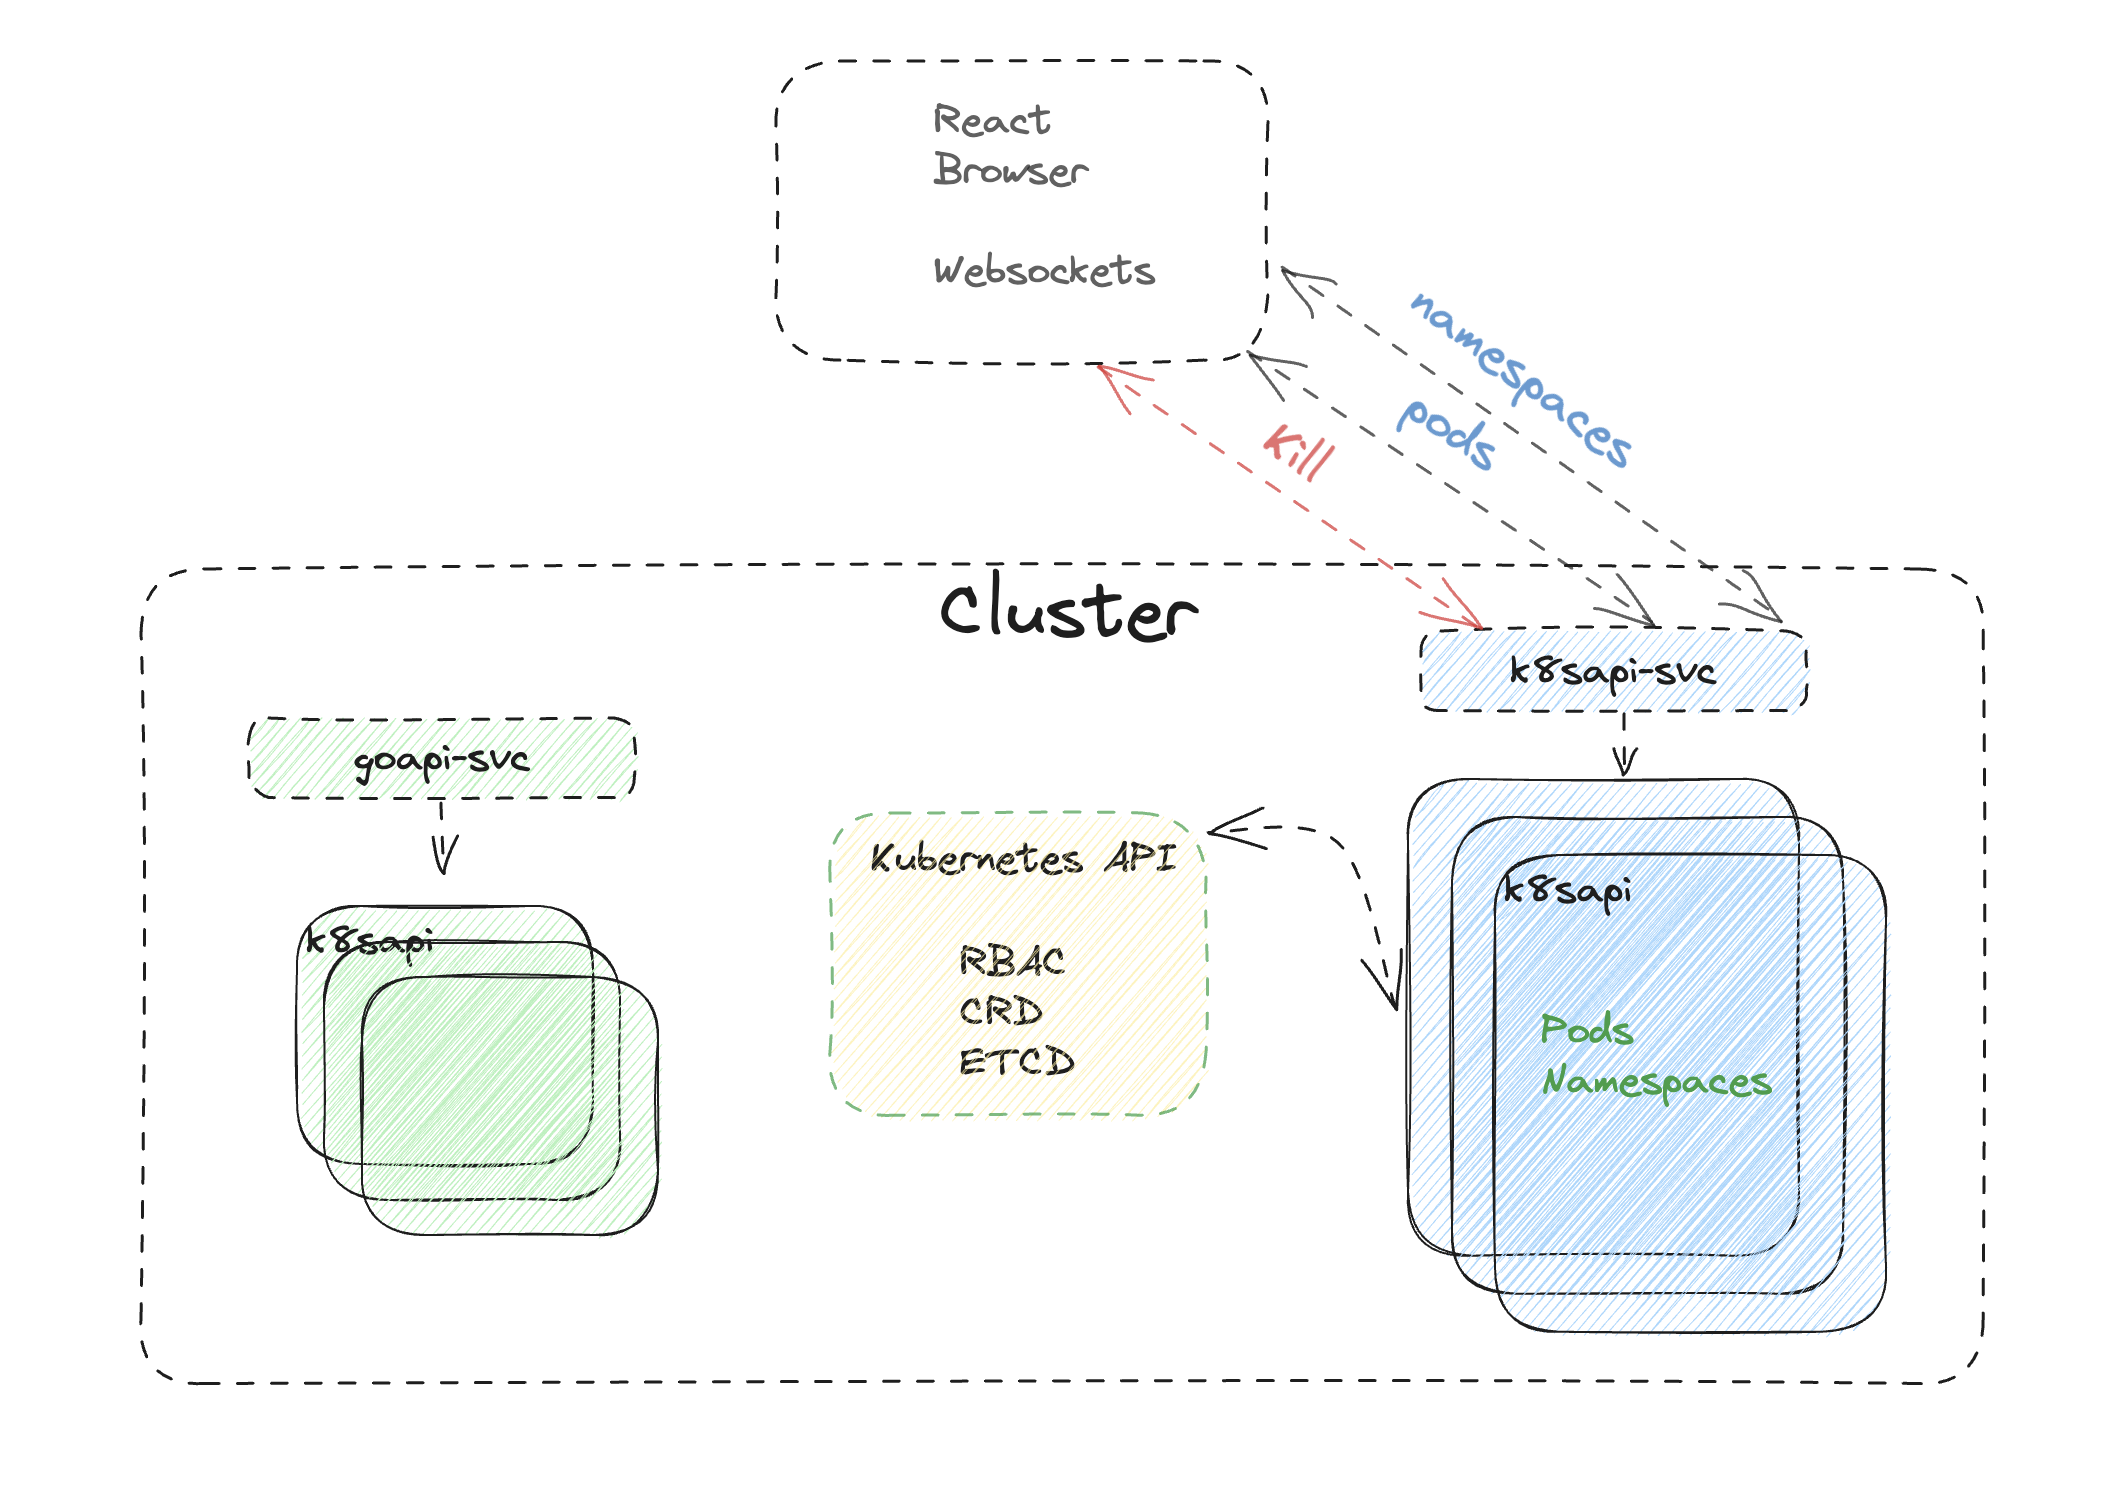 React
Browser
Websockets
namespaces
pods
Kill
Cluster
k8sapi-svc
goapi-svc
Kubernetes API
RBAC
CRD
ETCD
k8sapi
k8sapi
Pods
Namespaces